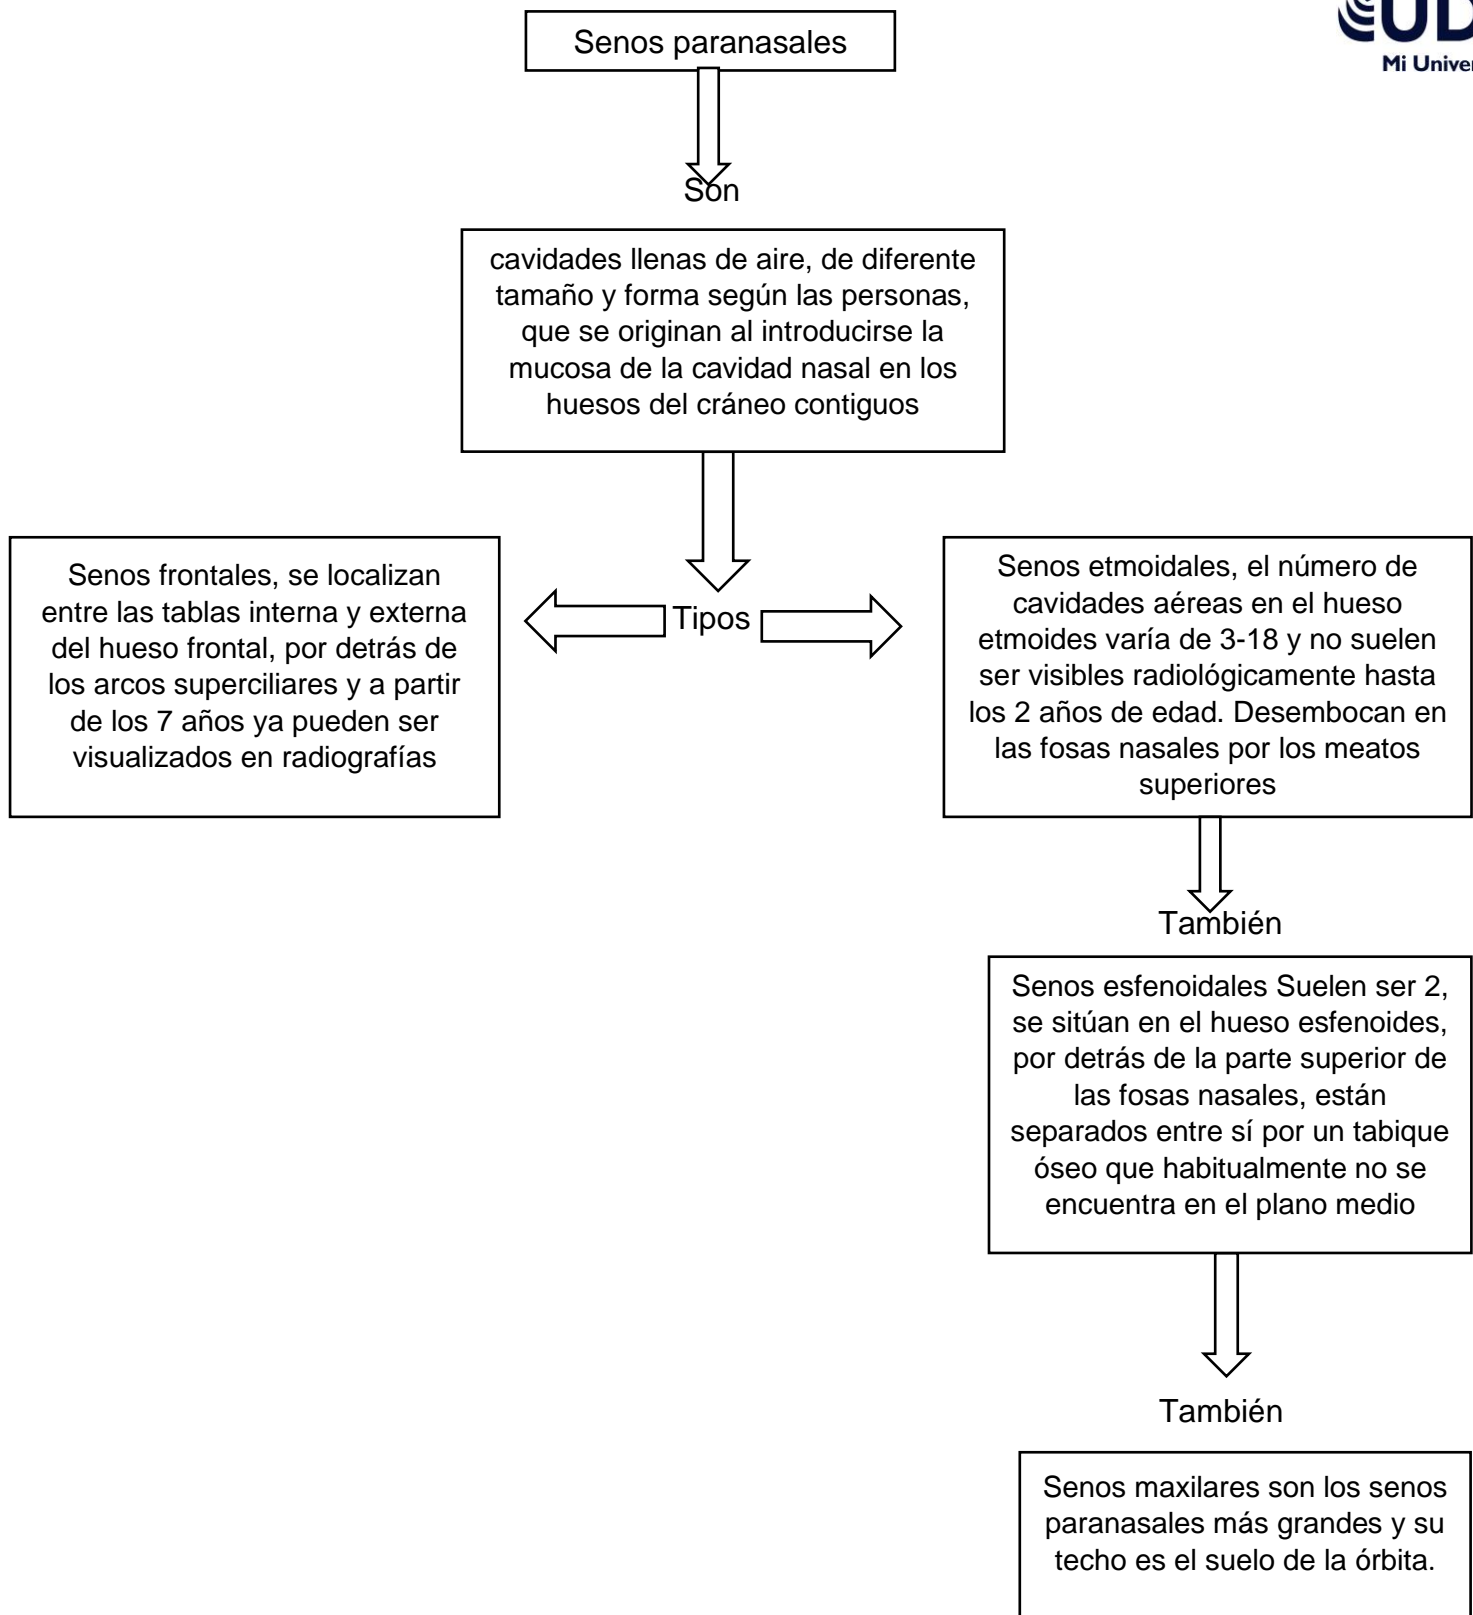 Senos paranasales
Mi Univer
Son
cavidades llenas de aire, de diferente
tamaño y forma según las personas,
que se originan al introducirse la
mucosa de la cavidad nasal en los
huesos del cráneo contiguos
Senos frontales, se localizan
entre las tablas interna y externa
del hueso frontal, por detrás de
los arcos superciliares y a partir
de los 7 años ya pueden ser
visualizados en radiografías
Tipos
Senos etmoidales, el número de
cavidades aéreas en el hueso
etmoides varía de 3-18 y no suelen
ser visibles radiológicamente hasta
los 2 años de edad. Desembocan en
las fosas nasales por los meatos
superiores
También
Senos esfenoidales Suelen ser 2,
se sitúan en el hueso esfenoides,
por detrás de la parte superior de
las fosas nasales, están
separados entre sí por un tabique
óseo que habitualmente no se
encuentra en el plano medio
También
Senos maxilares son los senos
paranasales más grandes y su
techo es el suelo de la órbita.